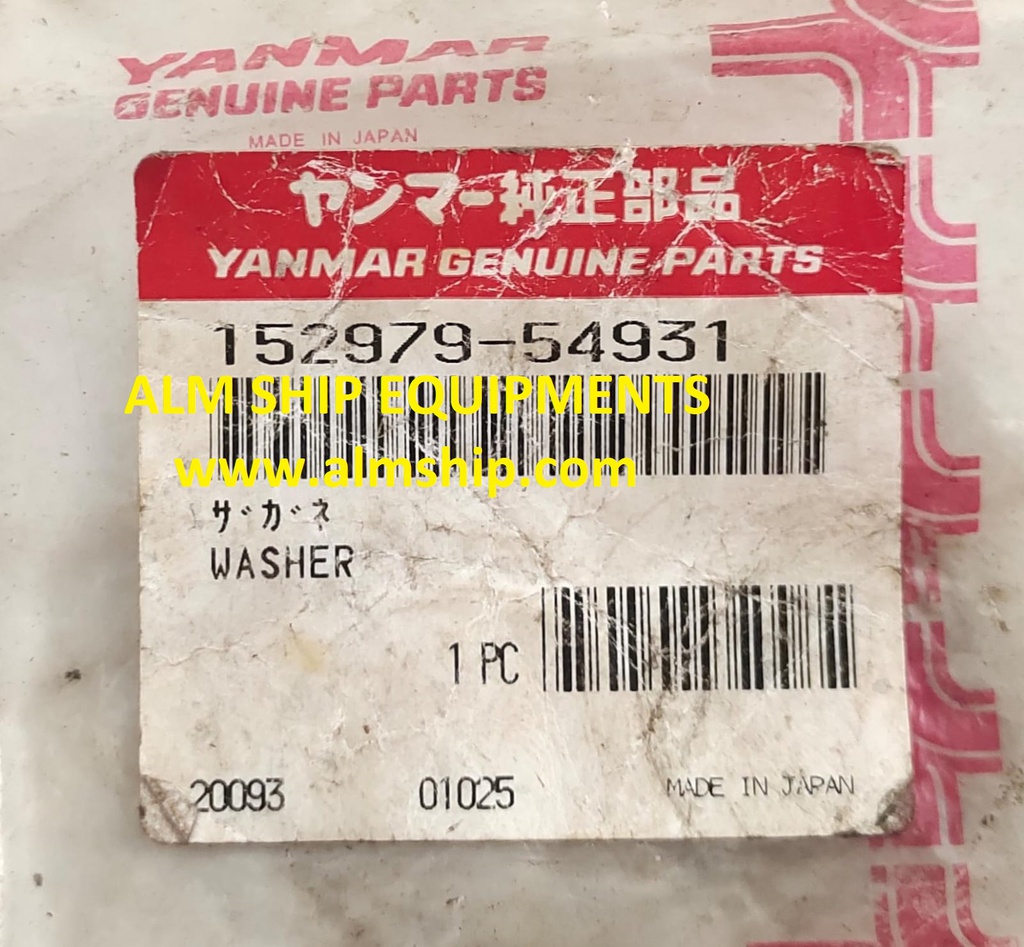 YANMAR
GENUINE PARTS
MADE IN JAPAN
ヤンマー純正部品
YANMAR GENUINE PARTS
152979-54931
ALM SHIP EQUIPMENTS
www.almship.com
ザガネ
WASHER
1 PC
20093 01025 MADE IN JAPAN